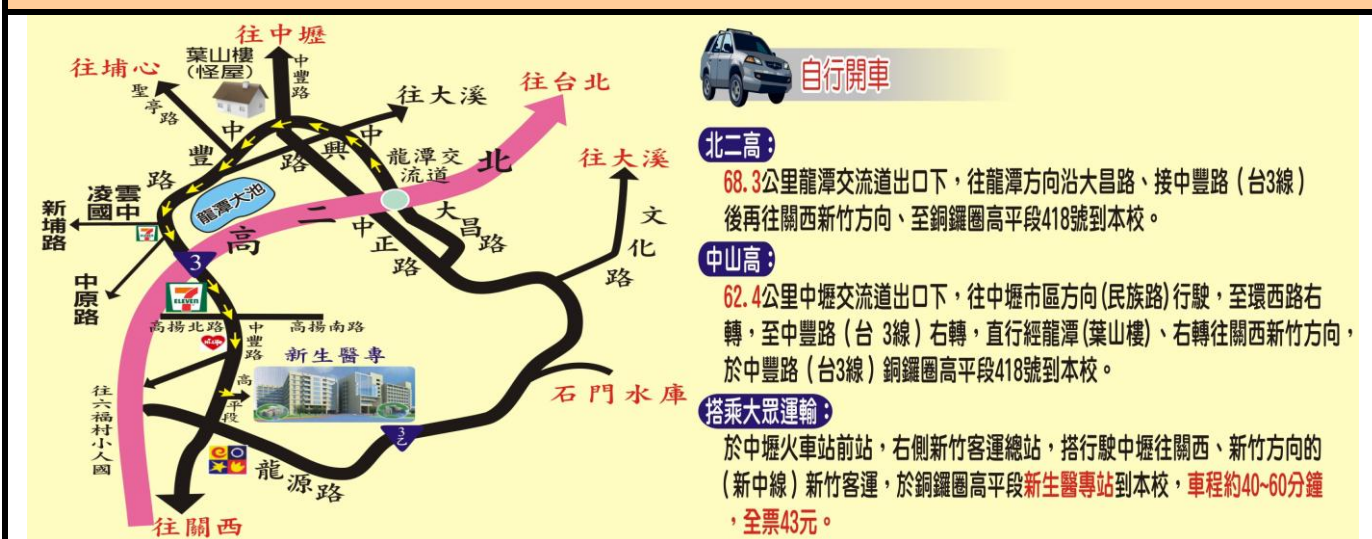 往中壢
葉山樓
(怪屋)
中豐路
往埔心
聖亭路
往大溪
往台北
中豐路
中興路
龍潭交
流道
北二高
往大溪
凌雲
國中
龍潭大池
新埔路
7
ELEVEN
中原路
3
中正路
大昌路
文化路
高揚北路
中豐路
高揚南路
Hi-Life
新生醫專
高平段
石門水庫
往六福村小人國
3乙
龍源路
往關西
自行開車
北二高：
68.3公里龍潭交流道出口下，往龍潭方向沿大昌路、接中豐路（台3線）
後再往關西新竹方向、至銅鑼圈高平段418號到本校。
中山高：
62.4公里中壢交流道出口下，往中壢市區方向(民族路)行駛，至環西路右
轉，至中豐路（台 3線）右轉，直行經龍潭(葉山樓)、右轉往關西新竹方向，
於中豐路（台3線）銅鑼圈高平段418號到本校。
搭乘大眾運輸：
於中壢火車站前站，右側新竹客運總站，搭行駛中壢往關西、新竹方向的
（新中線）新竹客運，於銅鑼圈高平段新生醫專站到本校，車程約40~60分鐘
，全票43元。